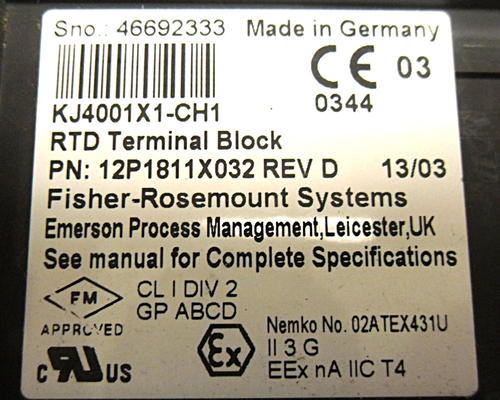 Sno.: 46692333 Made in Germany
CE 03
0344
KJ4001X1-CH1
RTD Terminal Block
PN: 12P1811X032 REV D 13/03
Fisher-Rosemount Systems
Emerson Process Management,Leicester,UK
See manual for Complete Specifications
FM
APPROVED
CL I DIV 2
GP ABCD
c UR US
Ex
Nemko No. 02ATEX431U
II 3 G
EEx nA IIC T4